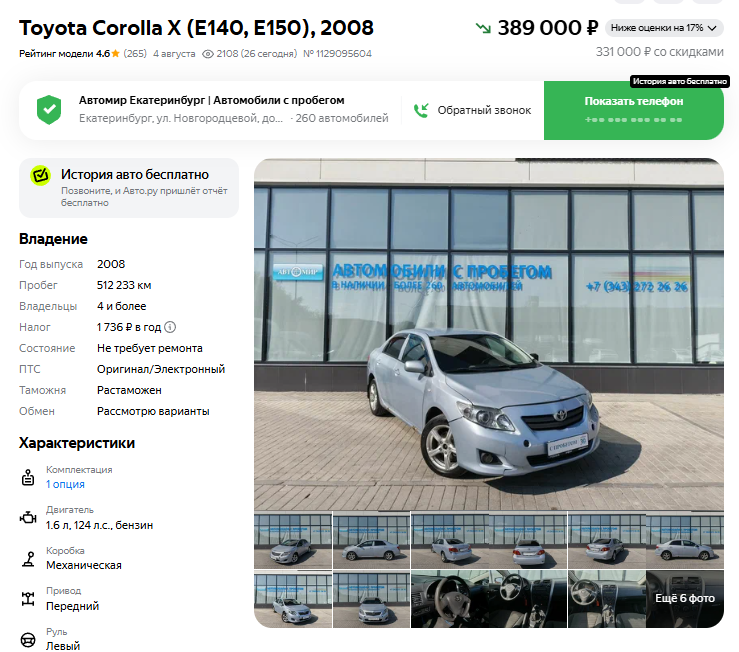 Toyota Corolla X (E140, E150), 2008
389 000 ₽ Ниже оценки на 17%
Рейтинг модели 4.6 (265) 4 августа 2108 (26 сегодня) № 1129095604
331 000 ₽ со скидками
История авто бесплатно
Автомир Екатеринбург | Автомобили с пробегом
Екатеринбург, ул. Новгородцевой, до... · 260 автомобилей
Обратный звонок
Показать телефон
История авто бесплатно
Позвоните, и Авто.ру пришлёт отчёт
бесплатно
Владение
Год выпуска 2008
Пробег 512 233 км
Владельцы 4 и более
Налог 1 736 ₽ в год
Состояние Не требует ремонта
ПТС Оригинал/Электронный
Таможня Растаможен
Обмен Рассмотрю варианты
Характеристики
Комплектация
1 опция
Двигатель
1.6 л, 124 л.с., бензин
Коробка
Механическая
Привод
Передний
Руль
Левый
АВТОМИР
АВТОМОБИЛИ С ПРОБЕГОМ
В НАЛИЧИИ БОЛЕЕ 260 АВТОМОБИЛЕЙ
+7 (343) 272 26 26
С ПРОБЕГОМ
Ещё 6 фото